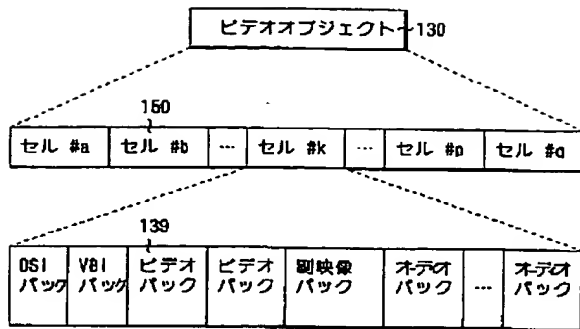 ビデオオブジェクト 130
150
セル #a セル #b … セル #k … セル #p セル #q
139
DSI VBI ビデオ ビデオ 副映像 オーデオ … オーデオ
パック パック パック パック パック パック パック